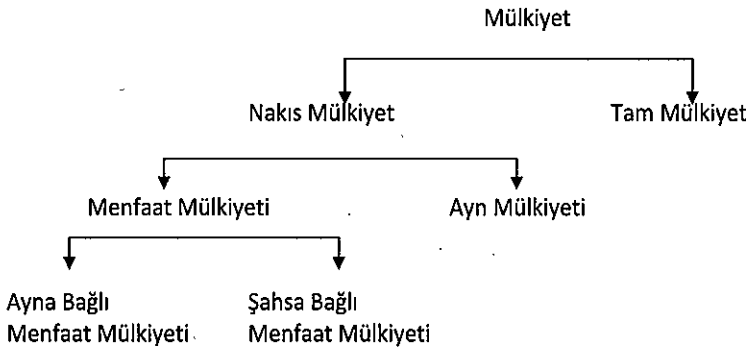 Mülkiyet
Nakıs Mülkiyet Tam Mülkiyet
Menfaat Mülkiyeti Ayn Mülkiyeti
Ayna Bağlı Şahsa Bağlı
Menfaat Mülkiyeti Menfaat Mülkiyeti